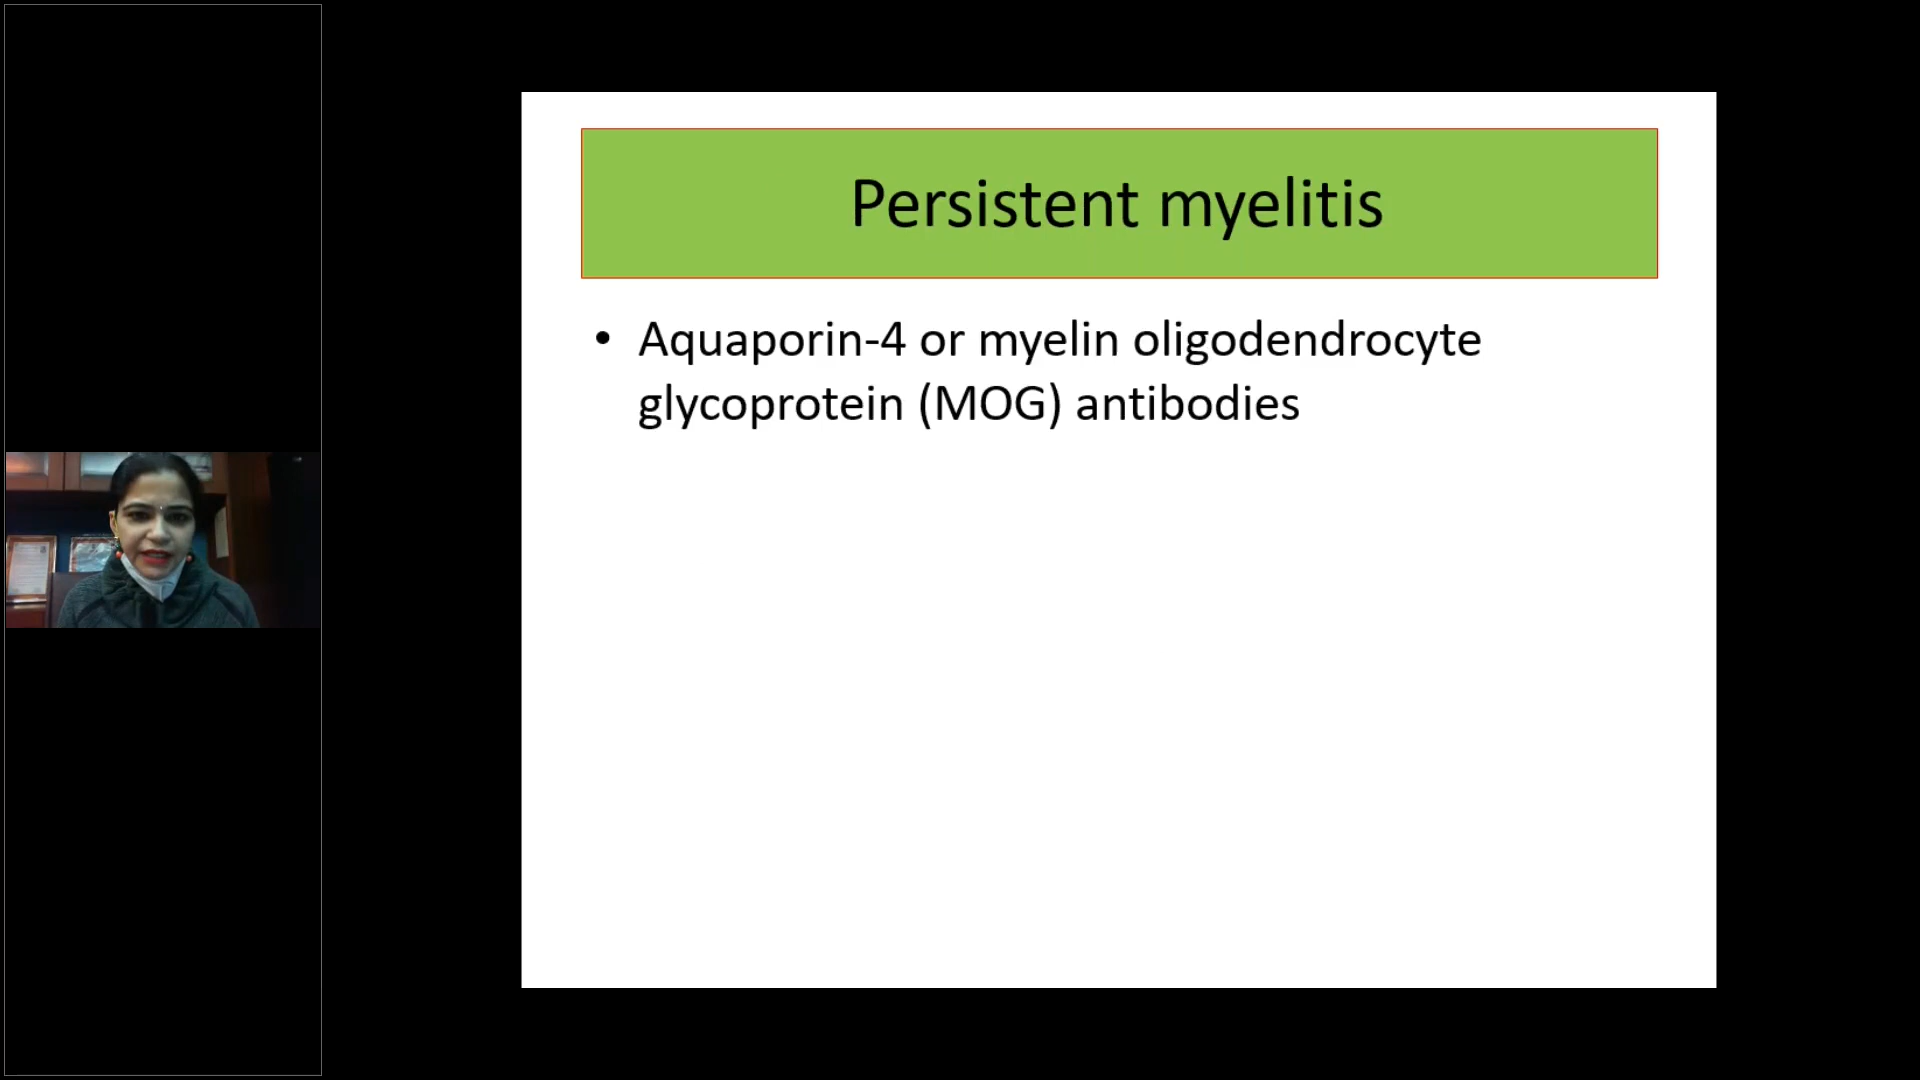 Persistent myelitis
• Aquaporin-4 or myelin oligodendrocyte
glycoprotein (MOG) antibodies